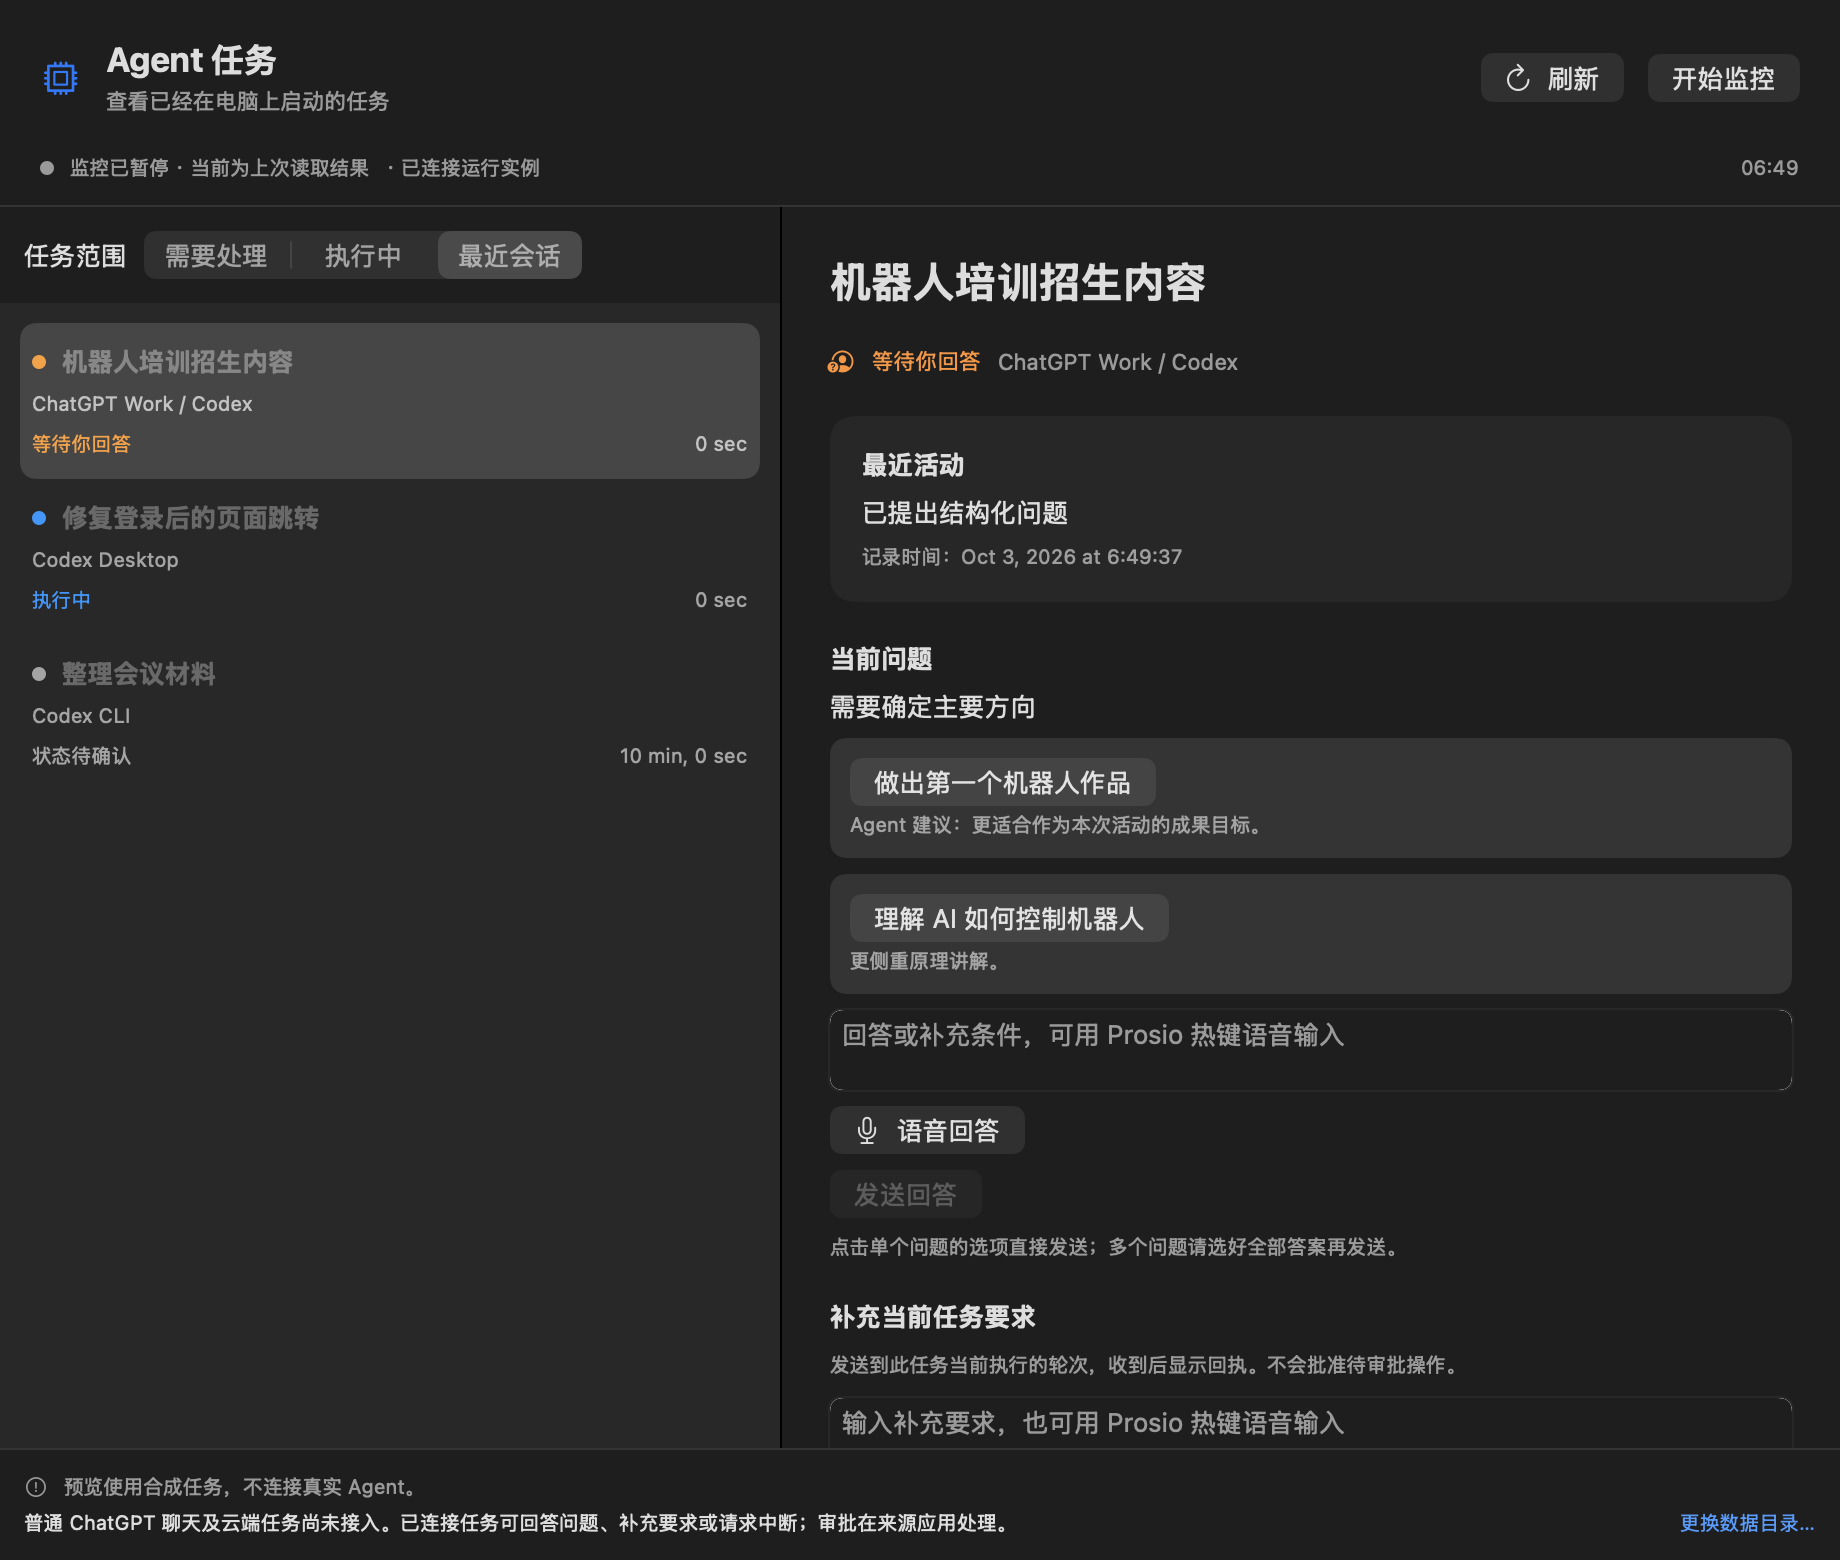 Agent 任务
查看已经在电脑上启动的任务
刷新
开始监控
监控已暂停 · 当前为上次读取结果 · 已连接运行实例
06:49
任务范围
需要处理
执行中
最近会话
机器人培训招生内容
ChatGPT Work / Codex
等待你回答
0 sec
修复登录后的页面跳转
Codex Desktop
执行中
0 sec
整理会议材料
Codex CLI
状态待确认
10 min, 0 sec
机器人培训招生内容
等待你回答 ChatGPT Work / Codex
最近活动
已提出结构化问题
记录时间：Oct 3, 2026 at 6:49:37
当前问题
需要确定主要方向
做出第一个机器人作品
Agent 建议：更适合作为本次活动的成果目标。
理解 AI 如何控制机器人
更侧重原理讲解。
回答或补充条件，可用 Prosio 热键语音输入
语音回答
发送回答
点击单个问题的选项直接发送；多个问题请选好全部答案再发送。
补充当前任务要求
发送到此任务当前执行的轮次，收到后显示回执。不会批准待审批操作。
输入补充要求，也可用 Prosio 热键语音输入
预览使用合成任务，不连接真实 Agent。
普通 ChatGPT 聊天及云端任务尚未接入。已连接任务可回答问题、补充要求或请求中断；审批在来源应用处理。
更换数据目录...